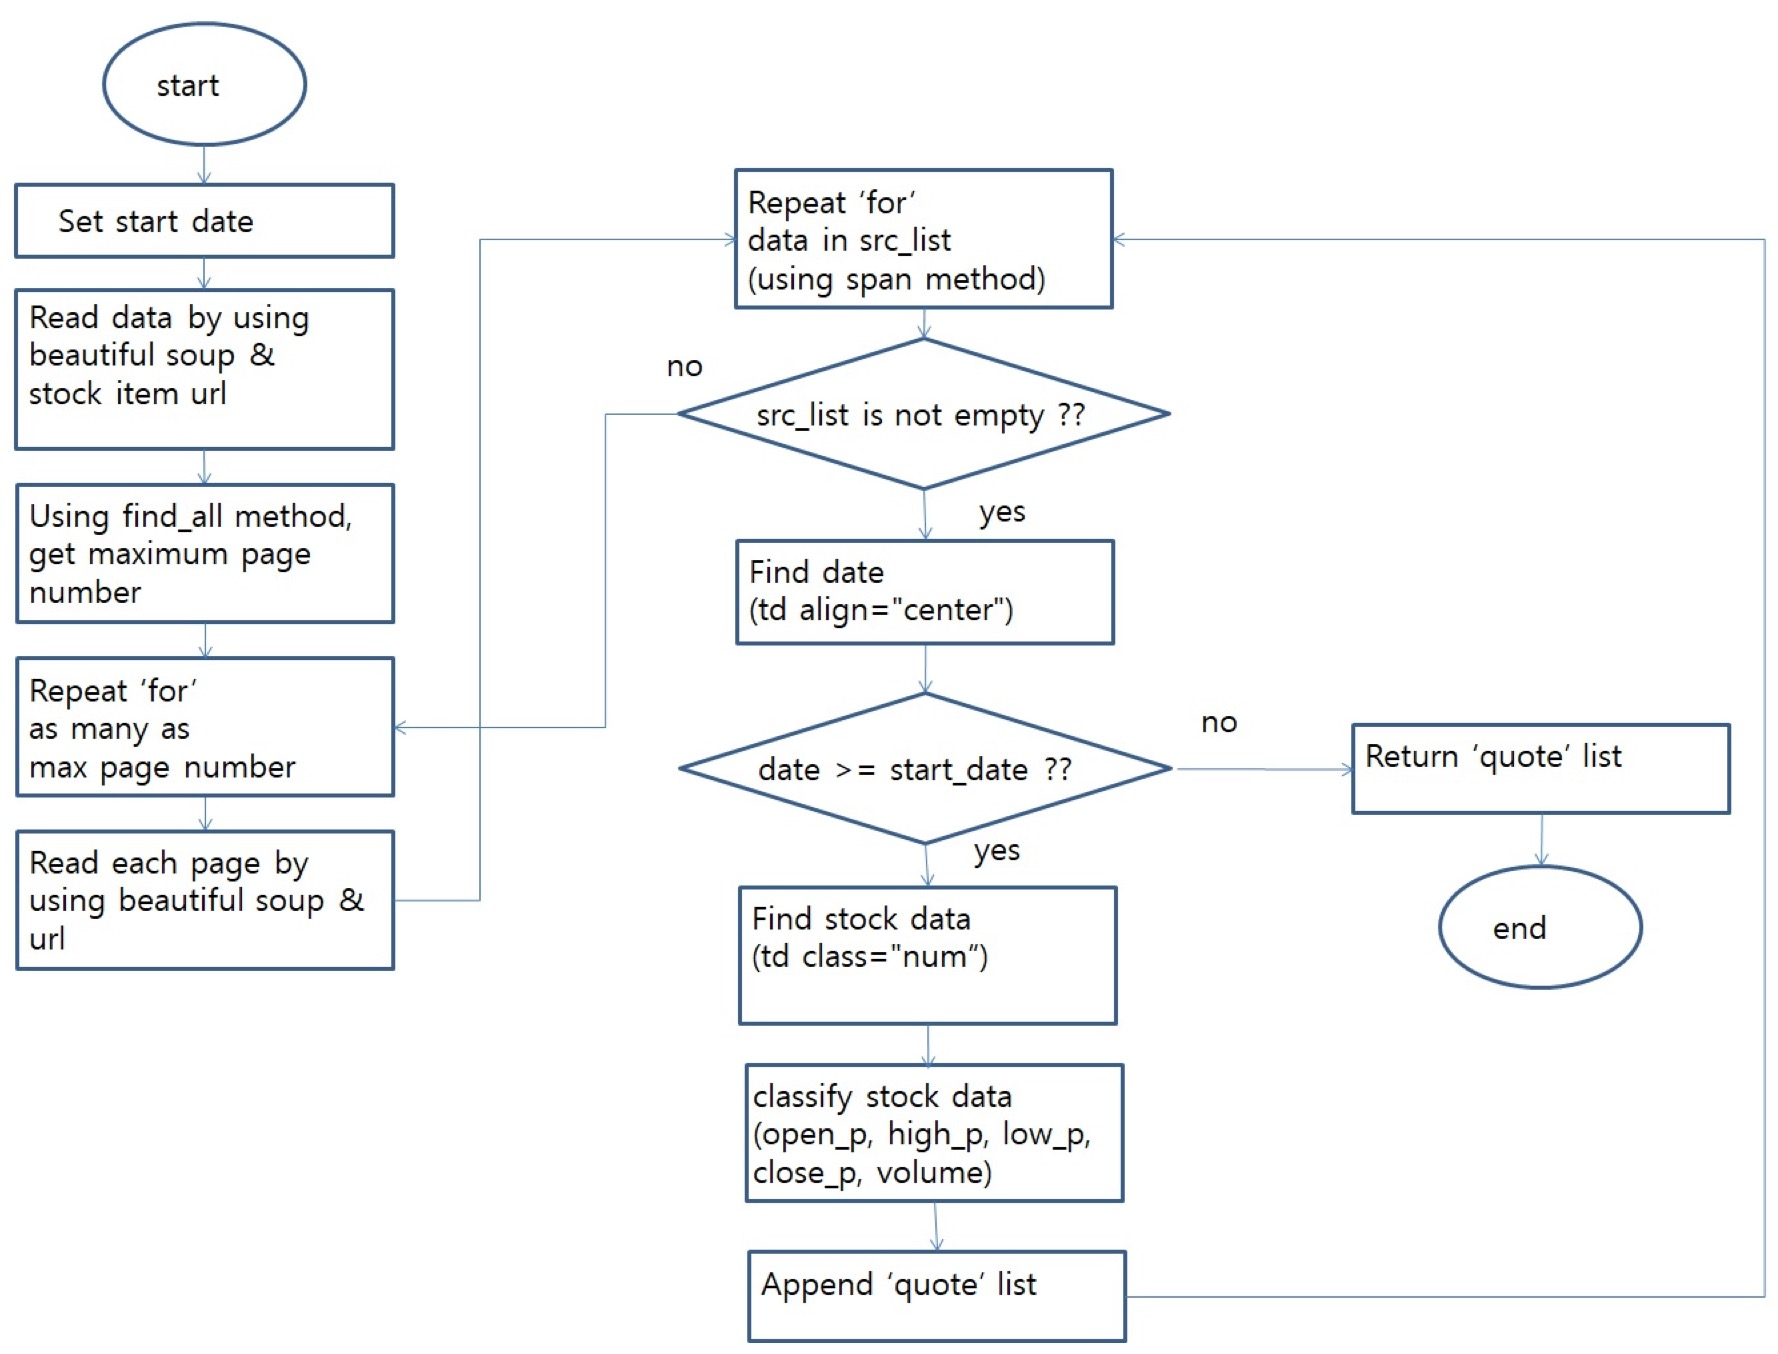 start
Set start date
Read data by using
beautiful soup &
stock item url
Using find_all method,
get maximum page
number
Repeat ‘for’
as many as
max page number
Read each page by
using beautiful soup &
url
Repeat ‘for‘
data in src_list
(using span method)
no
src_list is not empty ??
yes
Find date
(td align="center")
date >= start_date ??
no
yes
Return ‘quote’ list
end
Find stock data
(td class="num“)
classify stock data
(open_p, high_p, low_p,
close_p, volume)
Append ‘quote’ list